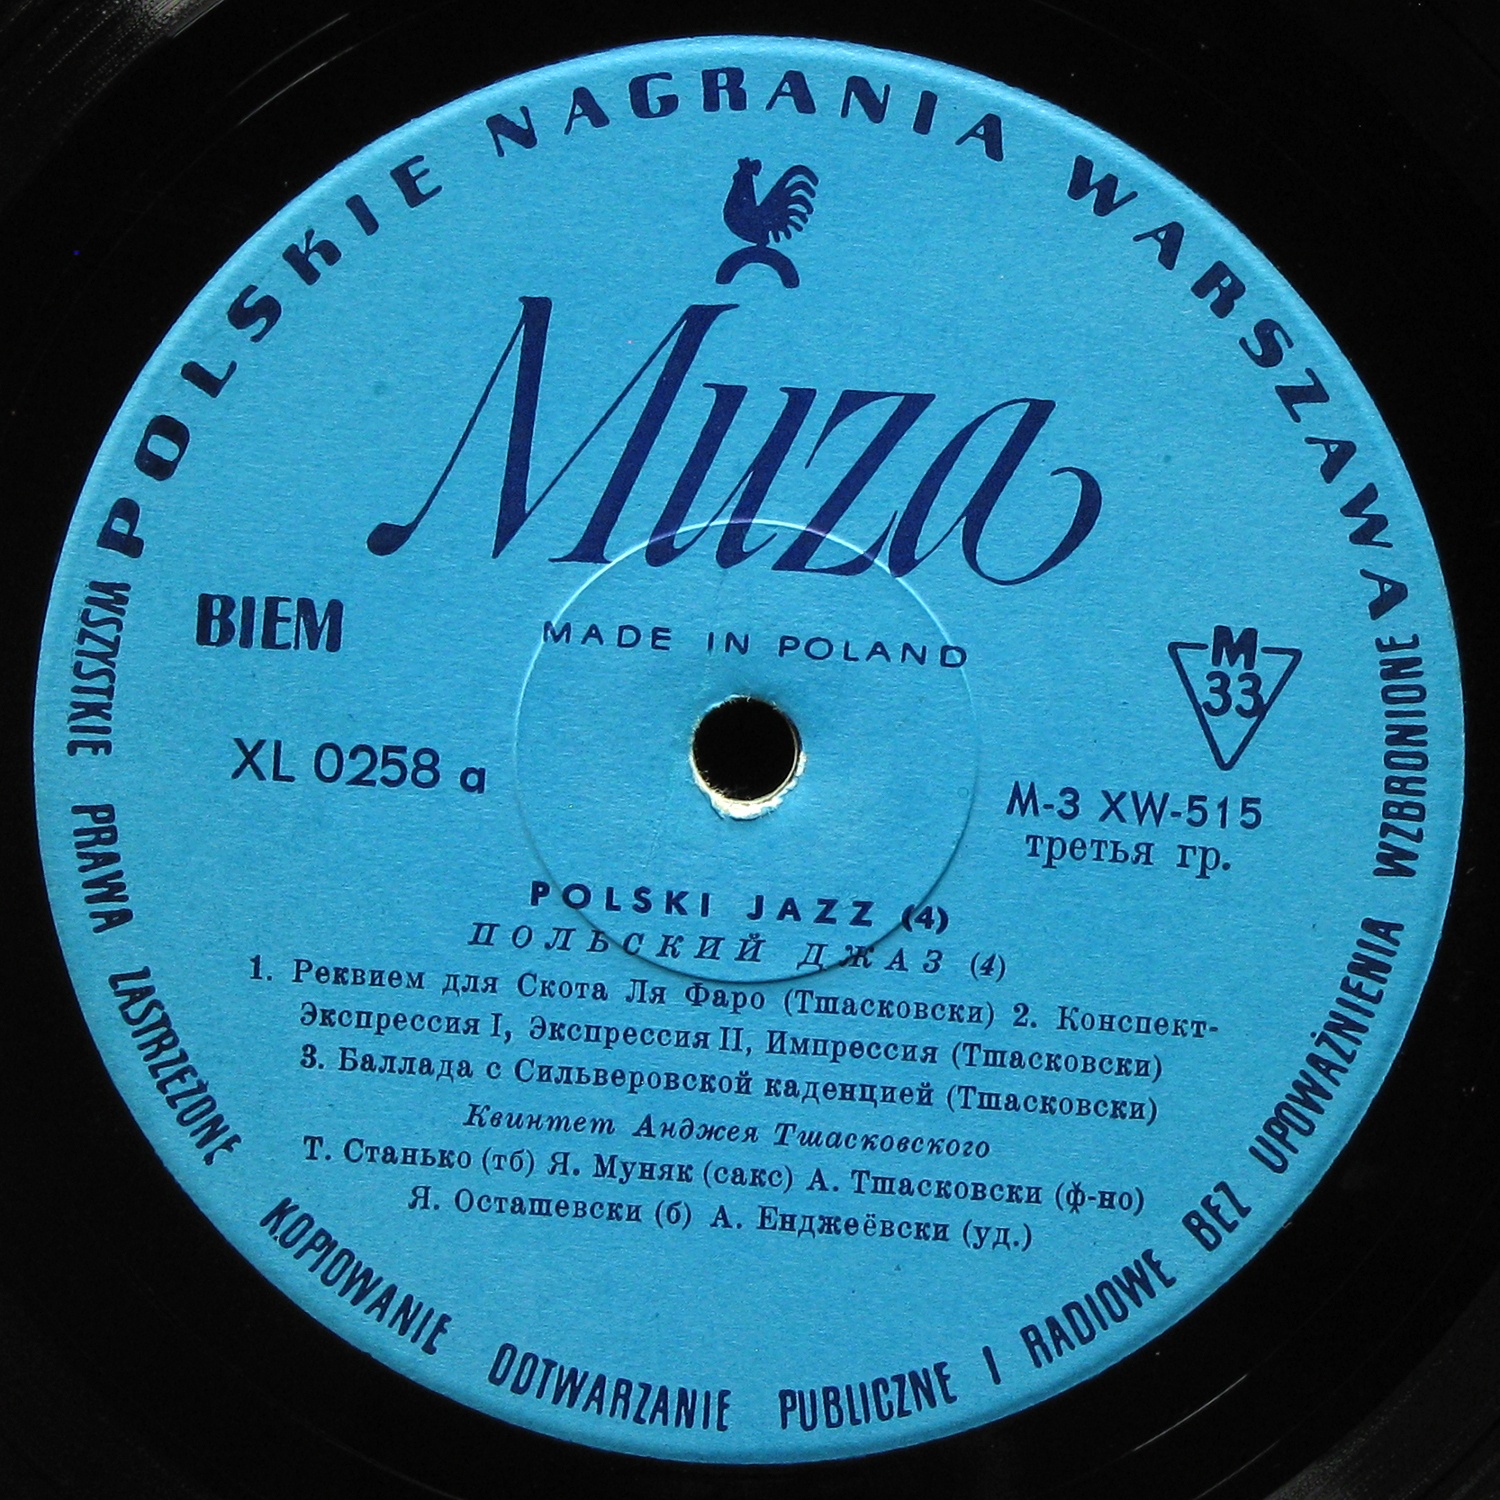 POLSKIE NAGRANIA WARSZAWA
Muza
BIEM
MADE IN POLAND
M
33
XL 0258 a
M-3 XW-515
третья гр.
POLSKI JAZZ (4)
ПОЛЬСКИЙ ДЖАЗ (4)
1. Реквием для Скота Ля Фаро (Тшасковски) 2. Конспект-
Экспрессия I, Экспрессия II, Импрессия (Тшасковски)
3. Баллада с Сильверовской каденцией (Тшасковски)
Квинтет Анджея Тшасковского
Т. Станько (тб) Я. Муняк (сакс) А. Тшасковски (ф-но)
Я. Осташевски (б) А. Енджеёвски (уд.)
WSZYSTKIE PRAWA ZASTRZEŻONE KOPIOWANIE ODTWARZANIE PUBLICZNE I RADIOWE BEZ UPOWAŻNIENIA WZBRONIONE